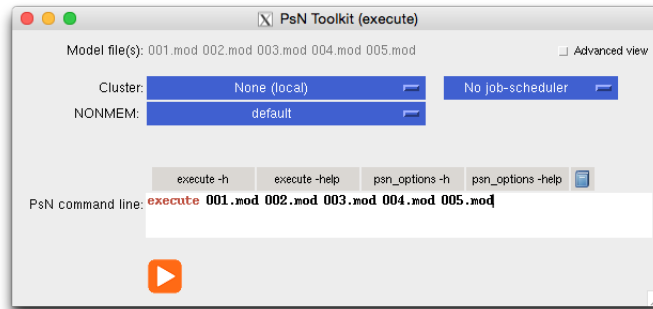 PsN Toolkit (execute)
Model file(s): 001.mod 002.mod 003.mod 004.mod 005.mod
Advanced view
Cluster: None (local) No job-scheduler
NONMEM: default
execute -h execute -help psn_options -h psn_options -help
PsN command line: execute 001.mod 002.mod 003.mod 004.mod 005.mod